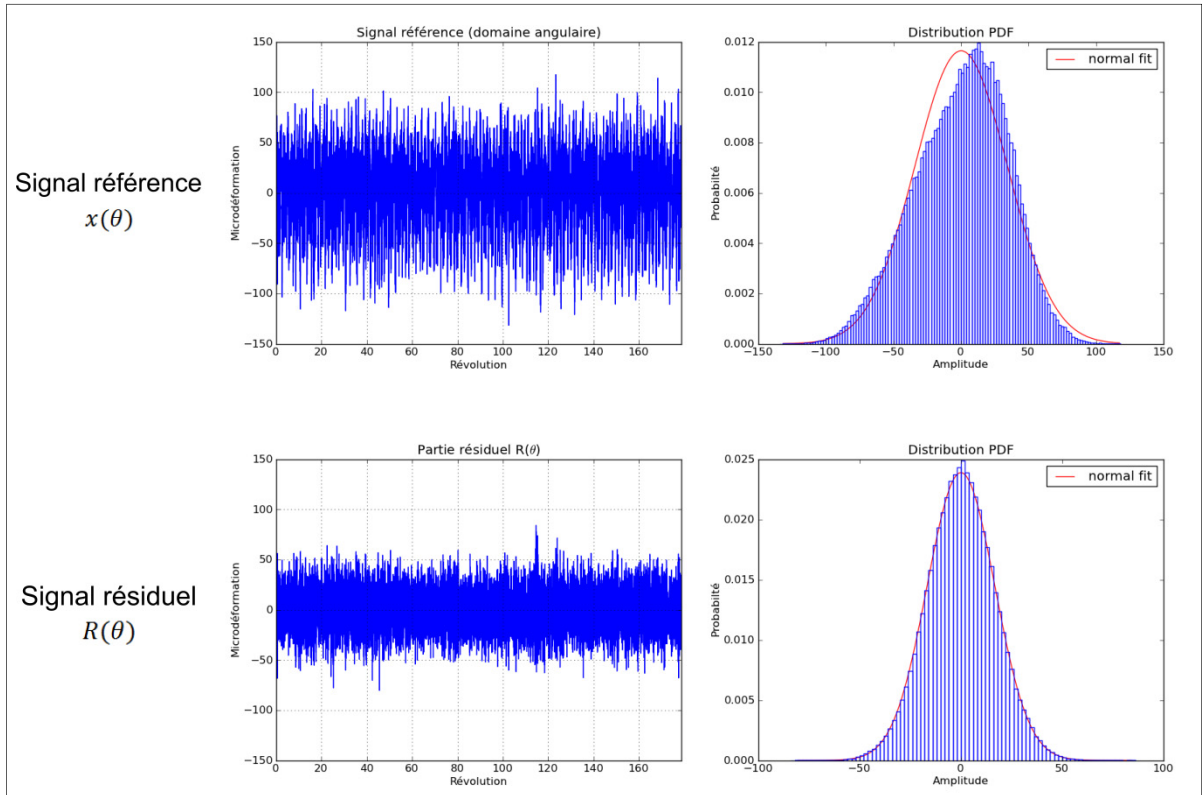 Signal référence
x(θ)
Signal référence (domaine angulaire)
Microdéformation
150
100
50
0
−50
−100
−150
0 20 40 60 80 100 120 140 160
Révolution
Distribution PDF
normal fit
Probabilté
0.012
0.010
0.008
0.006
0.004
0.002
0.000
−150 −100 −50 0 50 100 150
Amplitude
Signal résiduel
R(θ)
Partie résiduel R(θ)
Microdéformation
150
100
50
0
−50
−100
−150
0 20 40 60 80 100 120 140 160
Révolution
Distribution PDF
normal fit
Probabilté
0.025
0.020
0.015
0.010
0.005
0.000
−100 −50 0 50 100
Amplitude